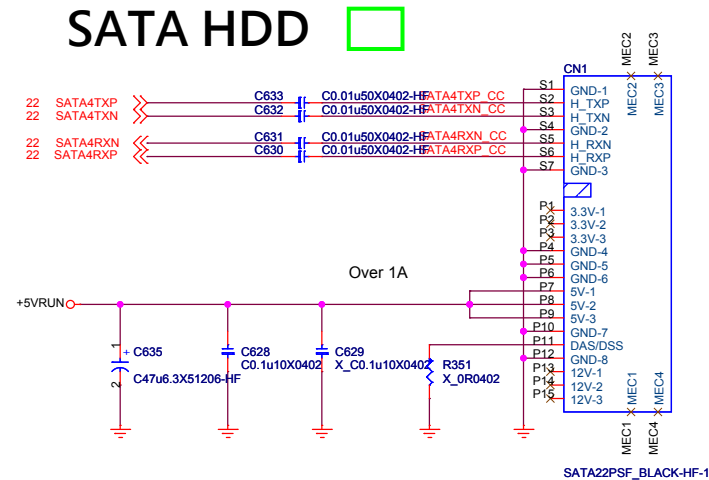 SATA HDD
MEC2
MEC3
CN1
22 SATA4TXP C633 C0.01u50X0402-HF SATA4TXP_CC S1 GND-1
22 SATA4TXN C632 C0.01u50X0402-HF SATA4TXN_CC S2 H_TXP
S3 H_TXN
S4 GND-2
22 SATA4RXN C631 C0.01u50X0402-HF SATA4RXN_CC S5 H_RXN
22 SATA4RXP C630 C0.01u50X0402-HF SATA4RXP_CC S6 H_RXP
S7 GND-3
MEC2
MEC3
P1 3.3V-1
P2 3.3V-2
P3 3.3V-3
P4 GND-4
P5 GND-5
P6 GND-6
Over 1A
P7 5V-1
+5VRUN P8 5V-2
P9 5V-3
P10 GND-7
P11 DAS/DSS
P12 GND-8
P13 12V-1
P14 12V-2
P15 12V-3
1
+ C635
C47u6.3X51206-HF
2
C628
C0.1u10X0402
C629
X_C0.1u10X0402
R351
X_0R0402
MEC1
MEC4
MEC1
MEC4
SATA22PSF_BLACK-HF-1